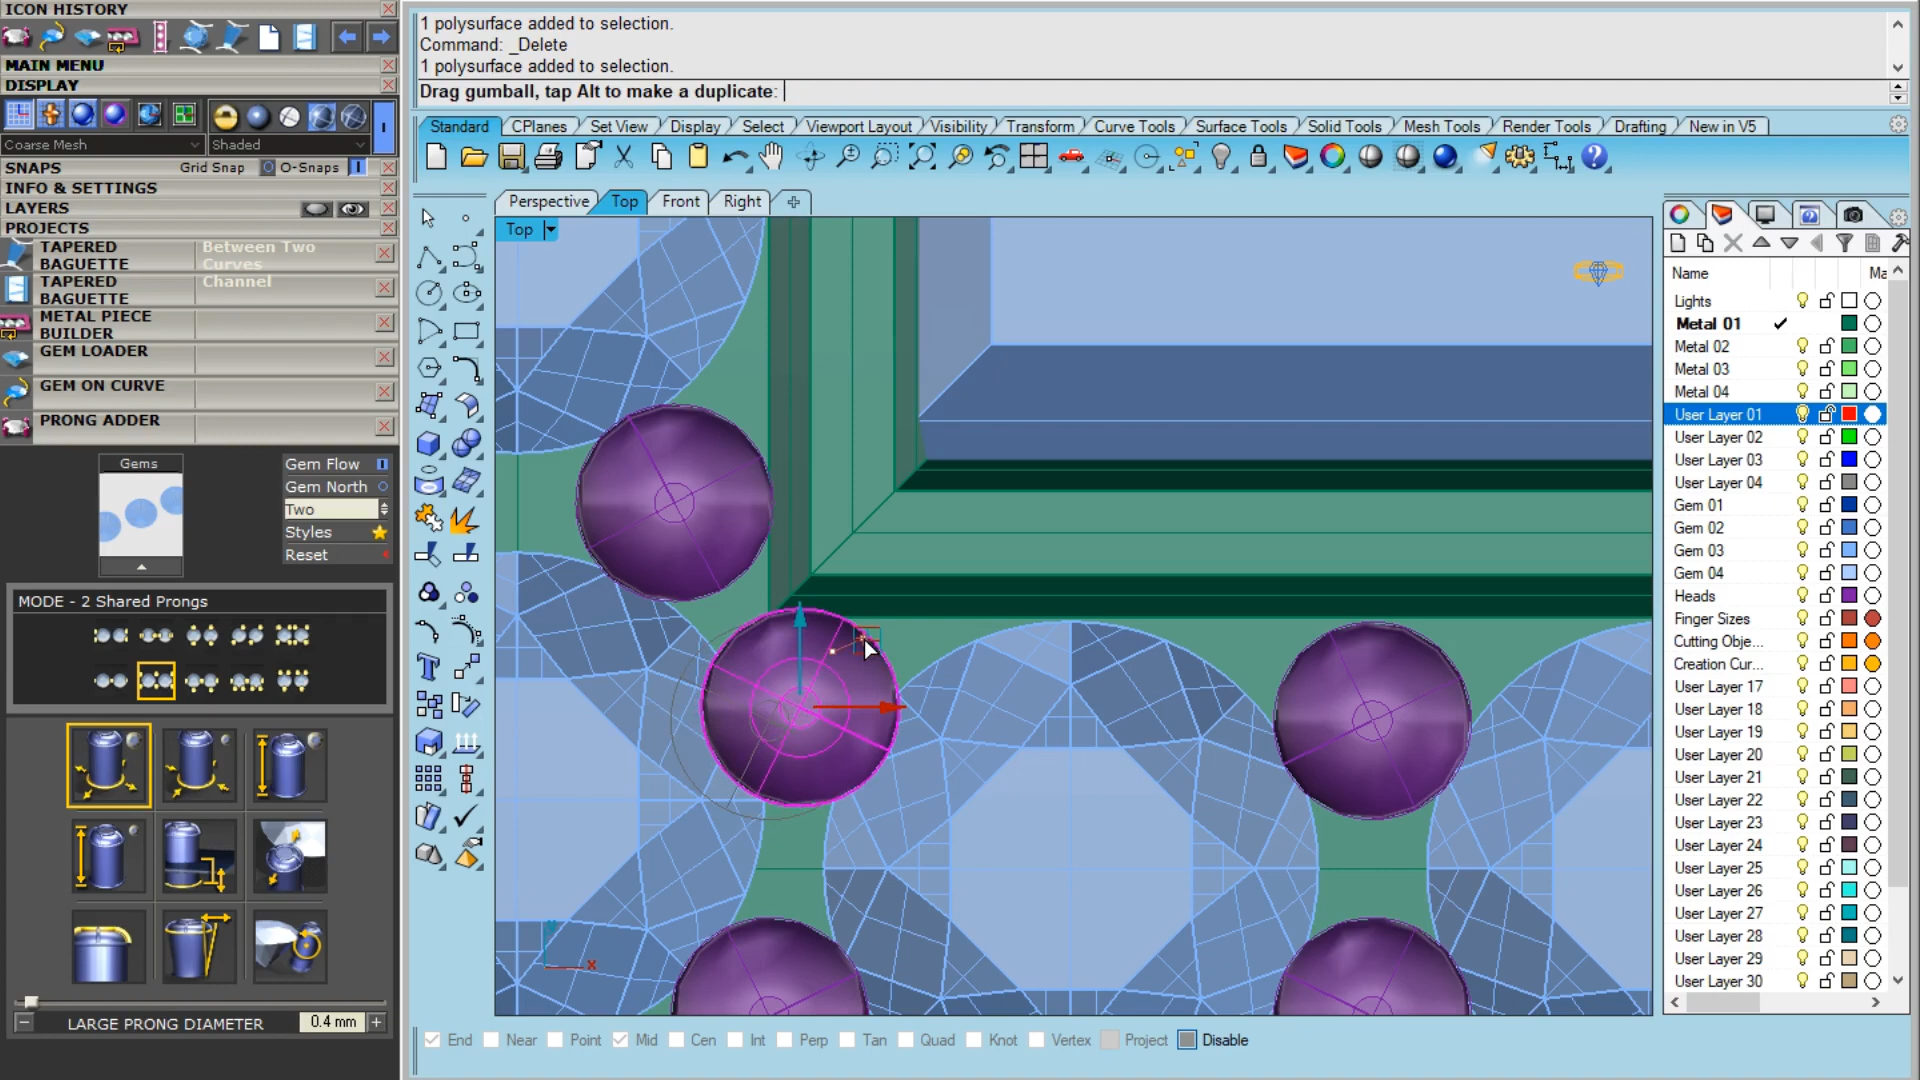 ICON HISTORY
MAIN MENU
DISPLAY
Coarse Mesh
Shaded
SNAPS
Grid Snap
O-Snaps
INFO & SETTINGS
LAYERS
PROJECTS
TAPERED BAGUETTE
Between Two Curves
TAPERED BAGUETTE
Channel
METAL PIECE BUILDER
GEM LOADER
GEM ON CURVE
PRONG ADDER
Gems
Gem Flow
Gem North
Two
Styles
Reset
MODE - 2 Shared Prongs
LARGE PRONG DIAMETER
0.4 mm
1 polysurface added to selection.
Command: _Delete
1 polysurface added to selection.
Drag gumball, tap Alt to make a duplicate:
Standard
CPlanes
Set View
Display
Select
Viewport Layout
Visibility
Transform
Curve Tools
Surface Tools
Solid Tools
Mesh Tools
Render Tools
Drafting
New in V5
Perspective
Top
Front
Right
Top
x
End
Near
Point
Mid
Cen
Int
Perp
Tan
Quad
Knot
Vertex
Project
Disable
Name
Ma
Lights
Metal 01
Metal 02
Metal 03
Metal 04
User Layer 01
User Layer 02
User Layer 03
User Layer 04
Gem 01
Gem 02
Gem 03
Gem 04
Heads
Finger Sizes
Cutting Obje...
Creation Cur...
User Layer 17
User Layer 18
User Layer 19
User Layer 20
User Layer 21
User Layer 22
User Layer 23
User Layer 24
User Layer 25
User Layer 26
User Layer 27
User Layer 28
User Layer 29
User Layer 30